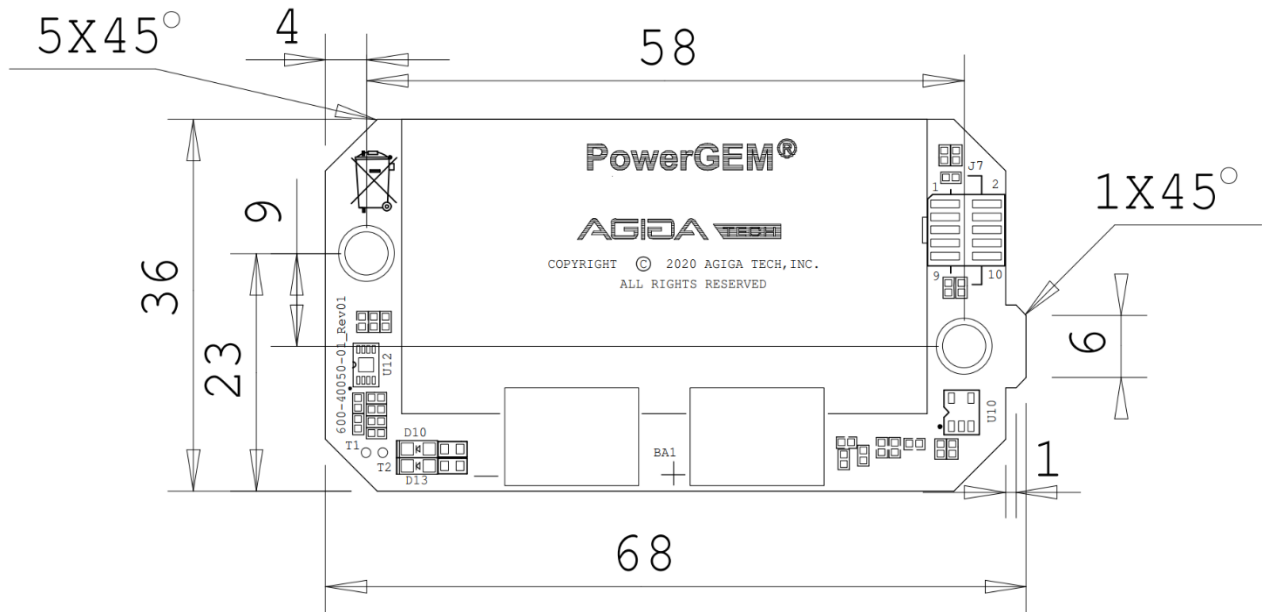 5X45°
4
58
PowerGEM®
J7
1
2
1X45°
9
AGIGA TECH
COPYRIGHT © 2020 AGIGA TECH,INC.
ALL RIGHTS RESERVED
9
10
36
23
600-40050-01_Rev01
U12
6
U10
T1
D10
T2
D13
BA1
1
68